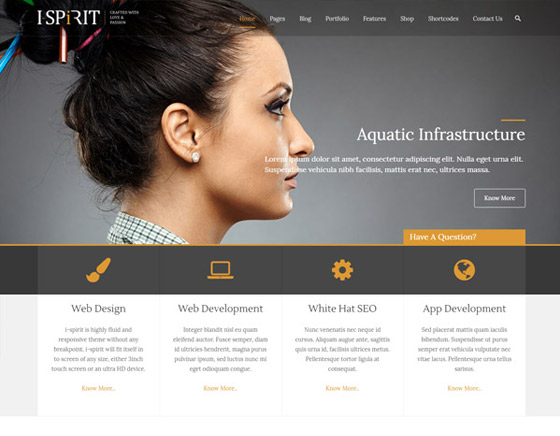 I-SPiRIT
CRAFTED WITH
LOVE &
PASSION
Home Pages Blog Portfolio Features Shop Shortcodes Contact Us
Aquatic Infrastructure
Lorem ipsum dolor sit amet, consectetur adipiscing elit. Nulla eget urna elit.
Suspendisse vehicula nibh facilisis, mattis erat nec, ultrices massa.
Know More
Have A Question?
Web Design
i-spirit is highly fluid and
responsive theme without any
breakpoint, i-spirit will fit itself in
to screen of any size, either 3inch
touch screen or an ultra HD device.
Know More..
Web Development
Integer blandit nisl eu quam
eleifend auctor. Fusce semper, diam
id ultricies hendrerit, magna purus
pulvinar ipsum, sed luctus nunc mi
eget odioquam congue.
Know More..
White Hat SEO
Nunc venenatis nec neque id
cursus. Aliquam augue ante, sagittis
quis urna id, facilisis ultrices metus.
Pellentesque tortor ligula at
consequat.
Know More..
App Development
Sed placerat mattis quam iaculis
bibendum. Suspendisse ut purus
semper erat vehicula vulputate nec
vitae lacus. Pellentesque urna tellus
sapien.
Know More..